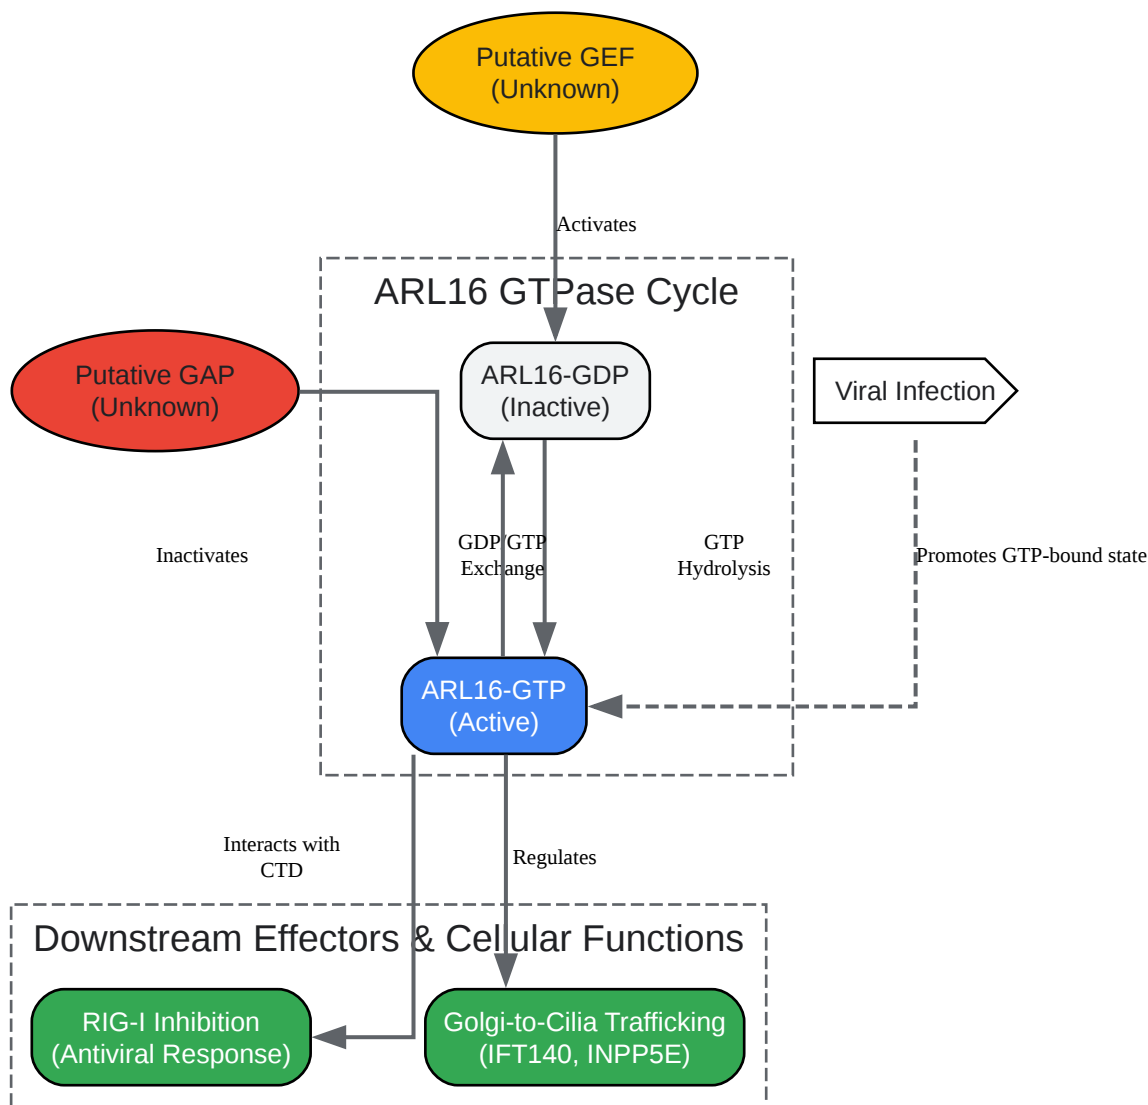 Putative GEF
(Unknown)
Activates
ARL16 GTPase Cycle
Putative GAP
(Unknown)
ARL16-GDP
(Inactive)
Viral Infection
Inactivates
GDP/GTP
Exchange
GTP
Hydrolysis
Promotes GTP-bound state
ARL16-GTP
(Active)
Interacts with
CTD
Regulates
Downstream Effectors & Cellular Functions
RIG-I Inhibition
(Antiviral Response)
Golgi-to-Cilia Trafficking
(IFT140, INPP5E)